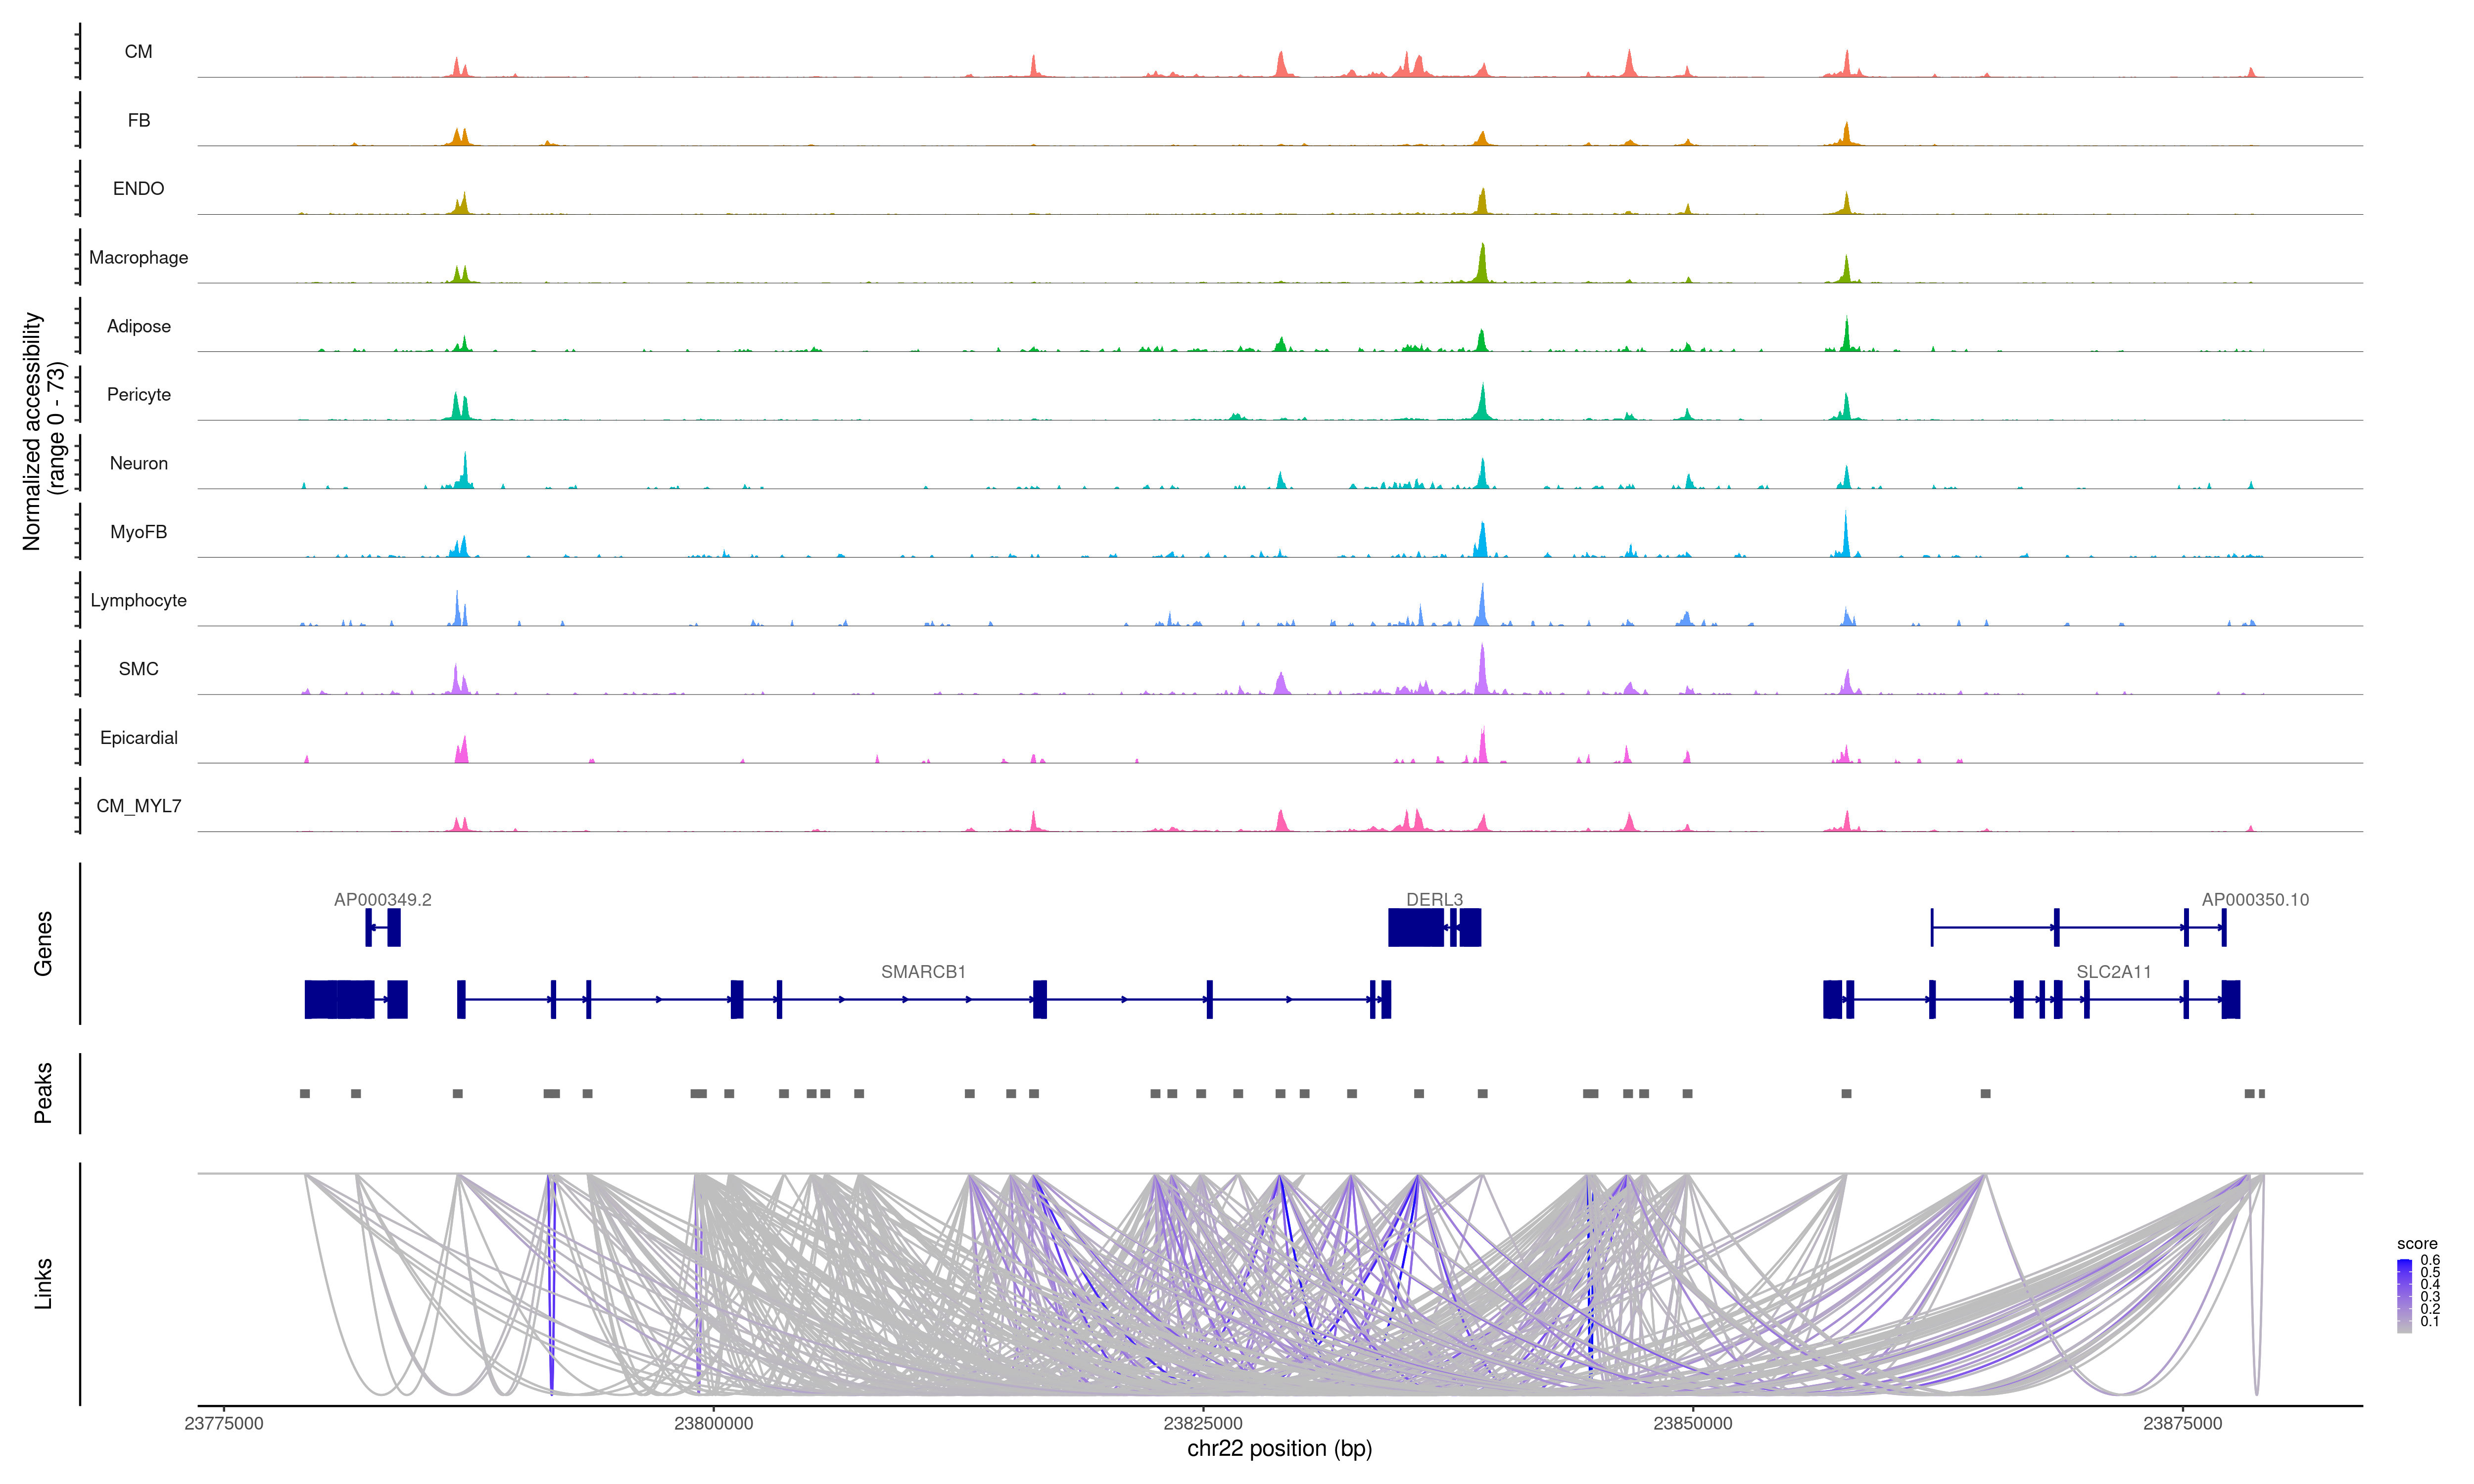 Normalized accessibility
(range 0 - 73)
CM
FB
ENDO
Macrophage
Adipose
Pericyte
Neuron
MyoFB
Lymphocyte
SMC
Epicardial
CM_MYL7
Genes
AP000349.2
DERL3
AP000350.10
SMARCB1
SLC2A11
Peaks
Links
score
0.6
0.5
0.4
0.3
0.2
0.1
23775000
23800000
23825000
23850000
23875000
chr22 position (bp)